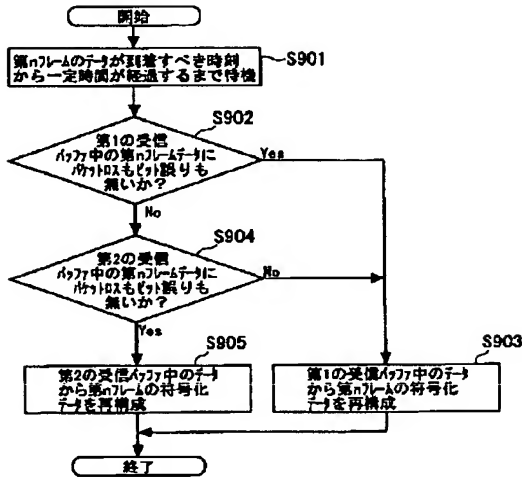 開始
第nフレームのデータが到着すべき時刻
から一定時間が経過するまで待機
S901
S902
第1の受信
バッファ中の第nフレームデータに
パケットロスもビット誤りも
無いか?
Yes
No
S904
第2の受信
バッファ中の第nフレームデータに
パケットロスもビット誤りも
無いか?
No
Yes
S905
第2の受信バッファ中のデータ
から第nフレームの符号化
データを再構成
S903
第1の受信バッファ中のデータ
から第nフレームの符号化
データを再構成
終了